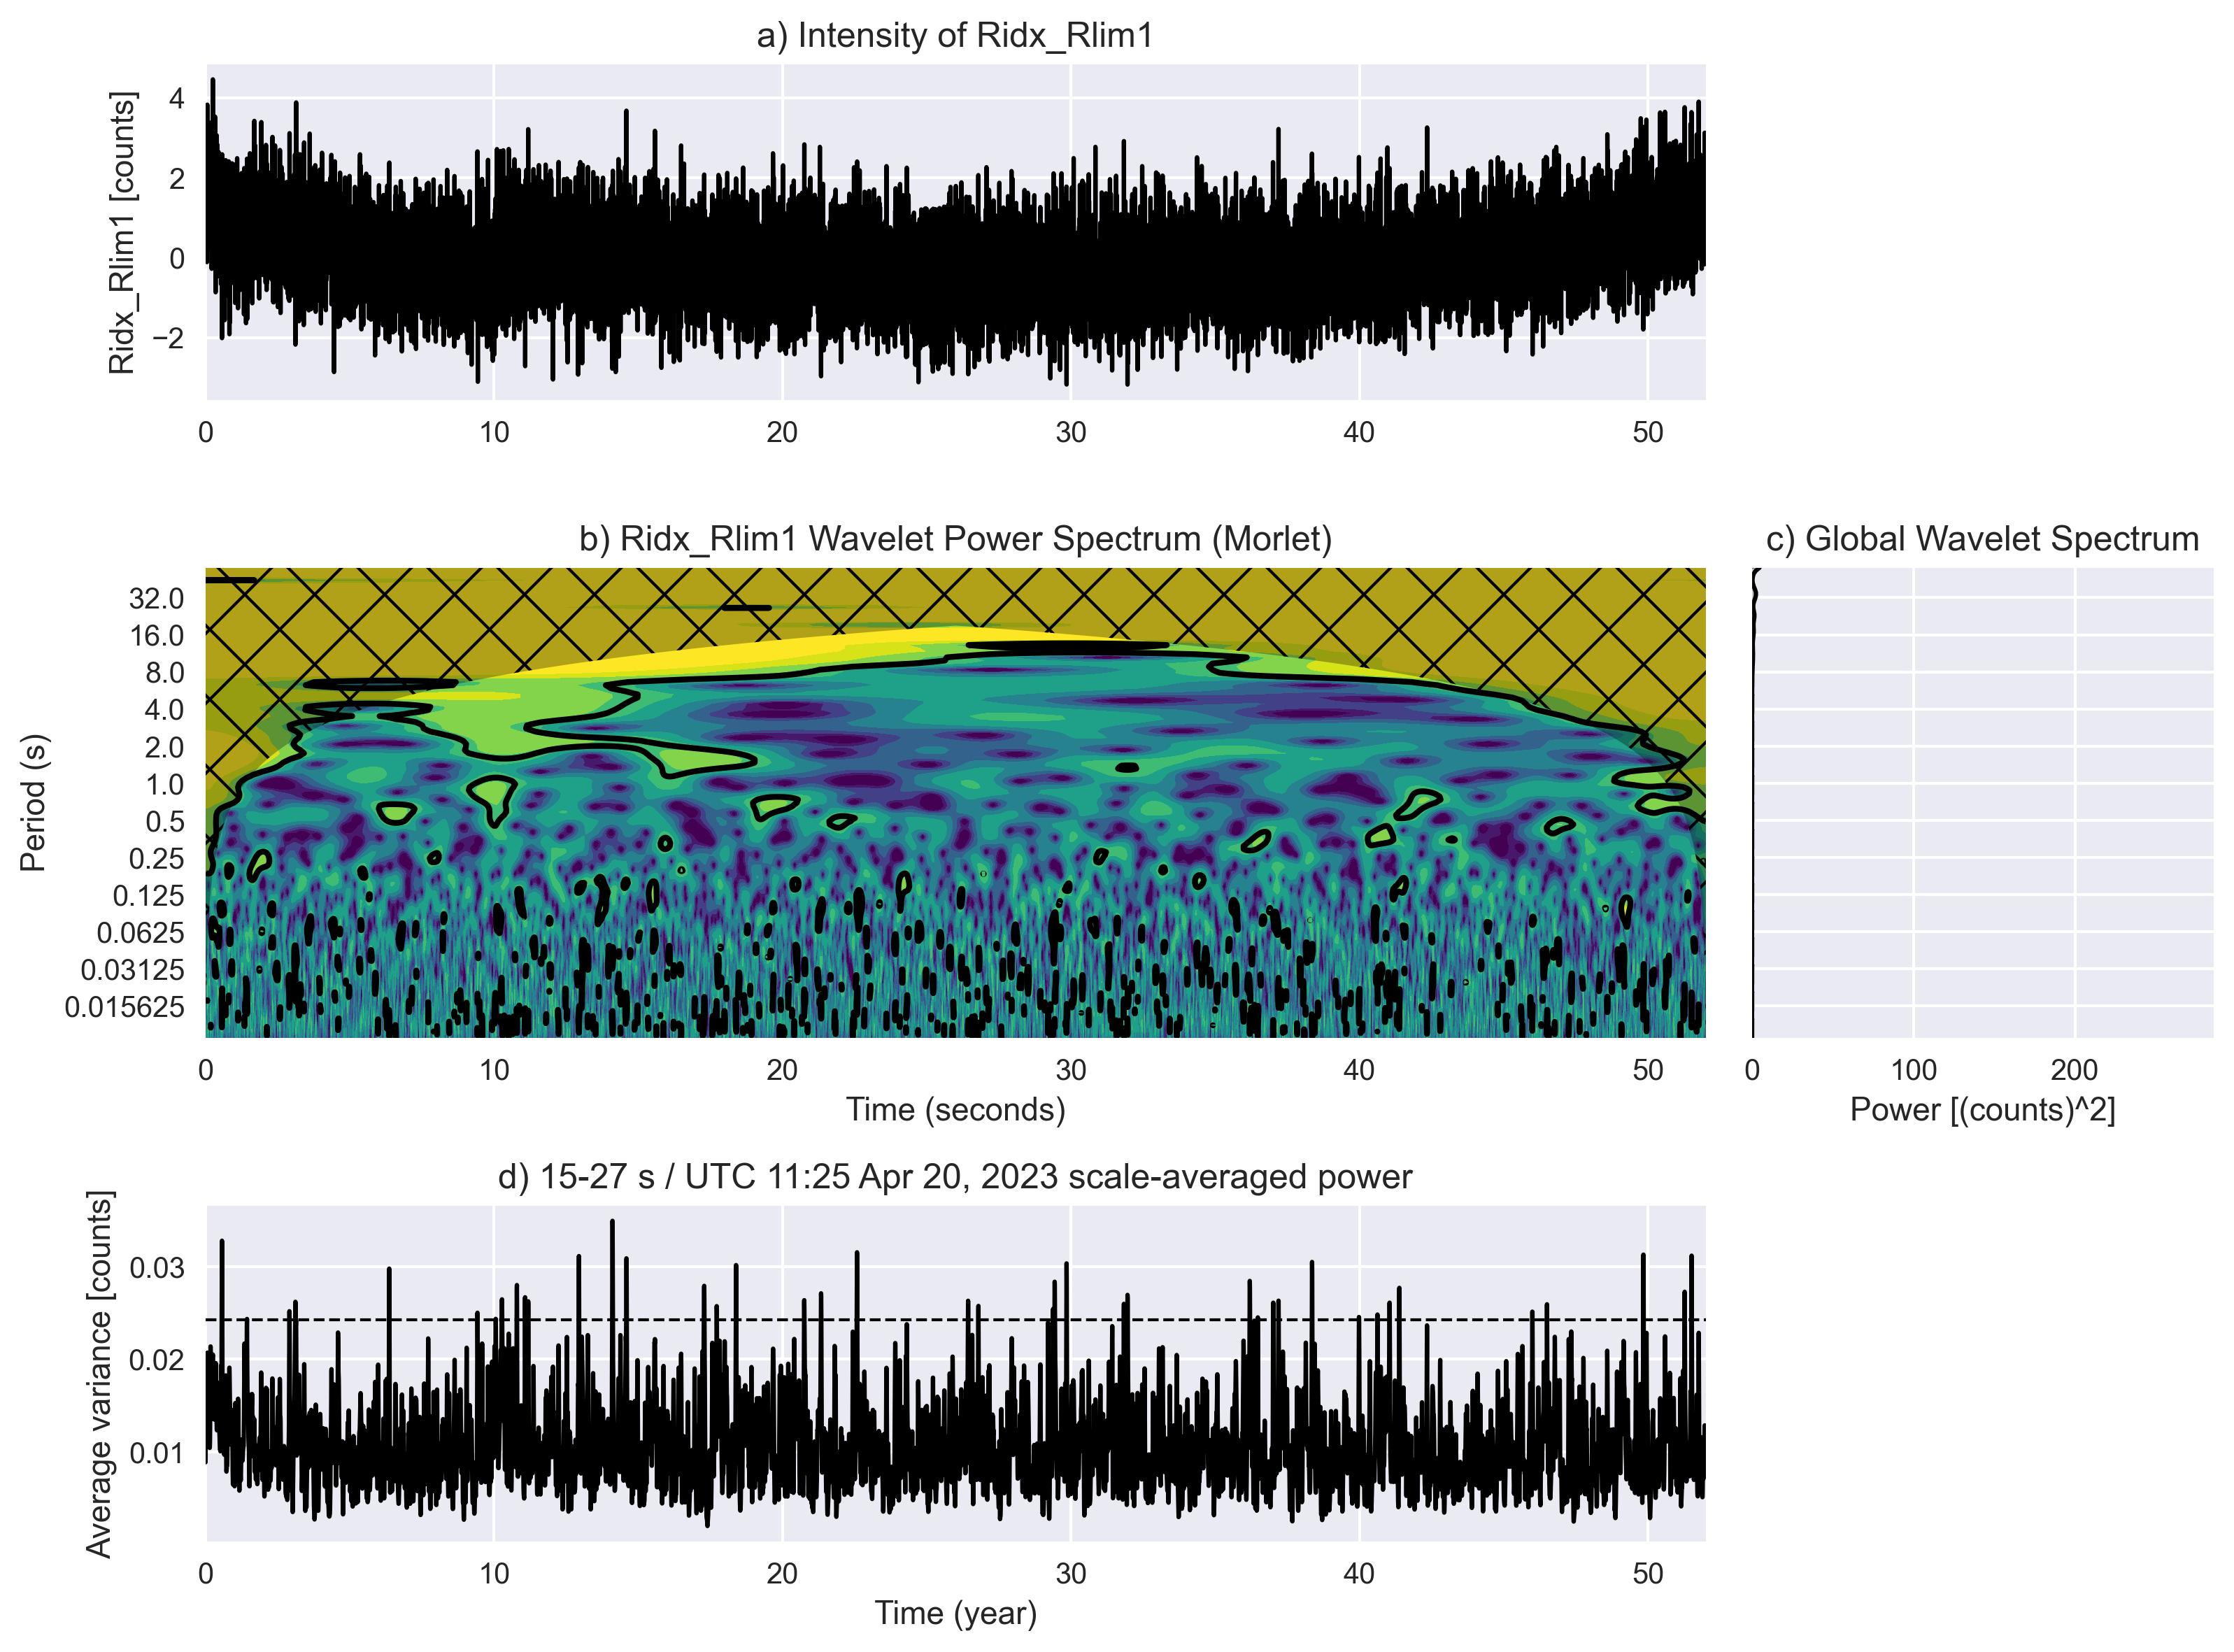 a) Intensity of Ridx_Rlim1
Ridx_Rlim1 [counts]
4
2
0
−2
0 10 20 30 40 50
b) Ridx_Rlim1 Wavelet Power Spectrum (Morlet)
Period (s)
32.0
16.0
8.0
4.0
2.0
1.0
0.5
0.25
0.125
0.0625
0.03125
0.015625
0 10 20 30 40 50
Time (seconds)
c) Global Wavelet Spectrum
0 100 200
Power [(counts)^2]
d) 15-27 s / UTC 11:25 Apr 20, 2023 scale-averaged power
Average variance [counts]
0.03
0.02
0.01
0 10 20 30 40 50
Time (year)